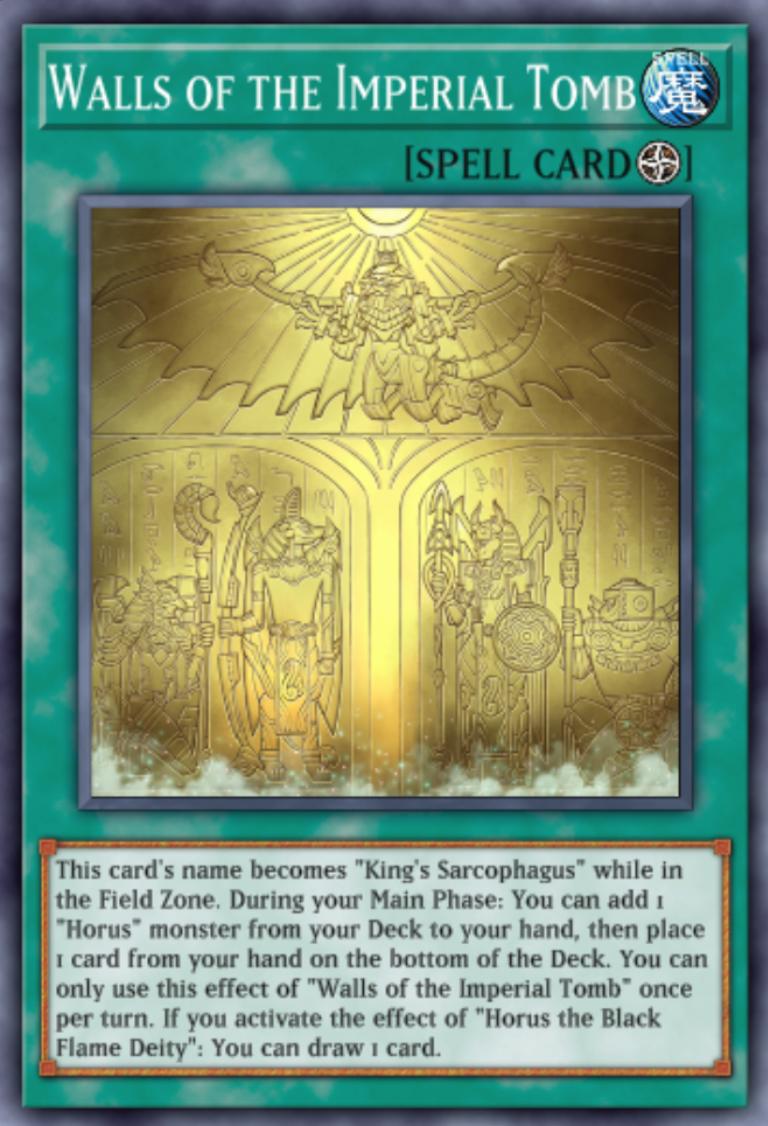 WALLS OF THE IMPERIAL TOMB
SPELL
魔
[SPELL CARD]
This card's name becomes "King's Sarcophagus" while in
the Field Zone. During your Main Phase: You can add 1
"Horus" monster from your Deck to your hand, then place
1 card from your hand on the bottom of the Deck. You can
only use this effect of "Walls of the Imperial Tomb" once
per turn. If you activate the effect of "Horus the Black
Flame Deity": You can draw 1 card.